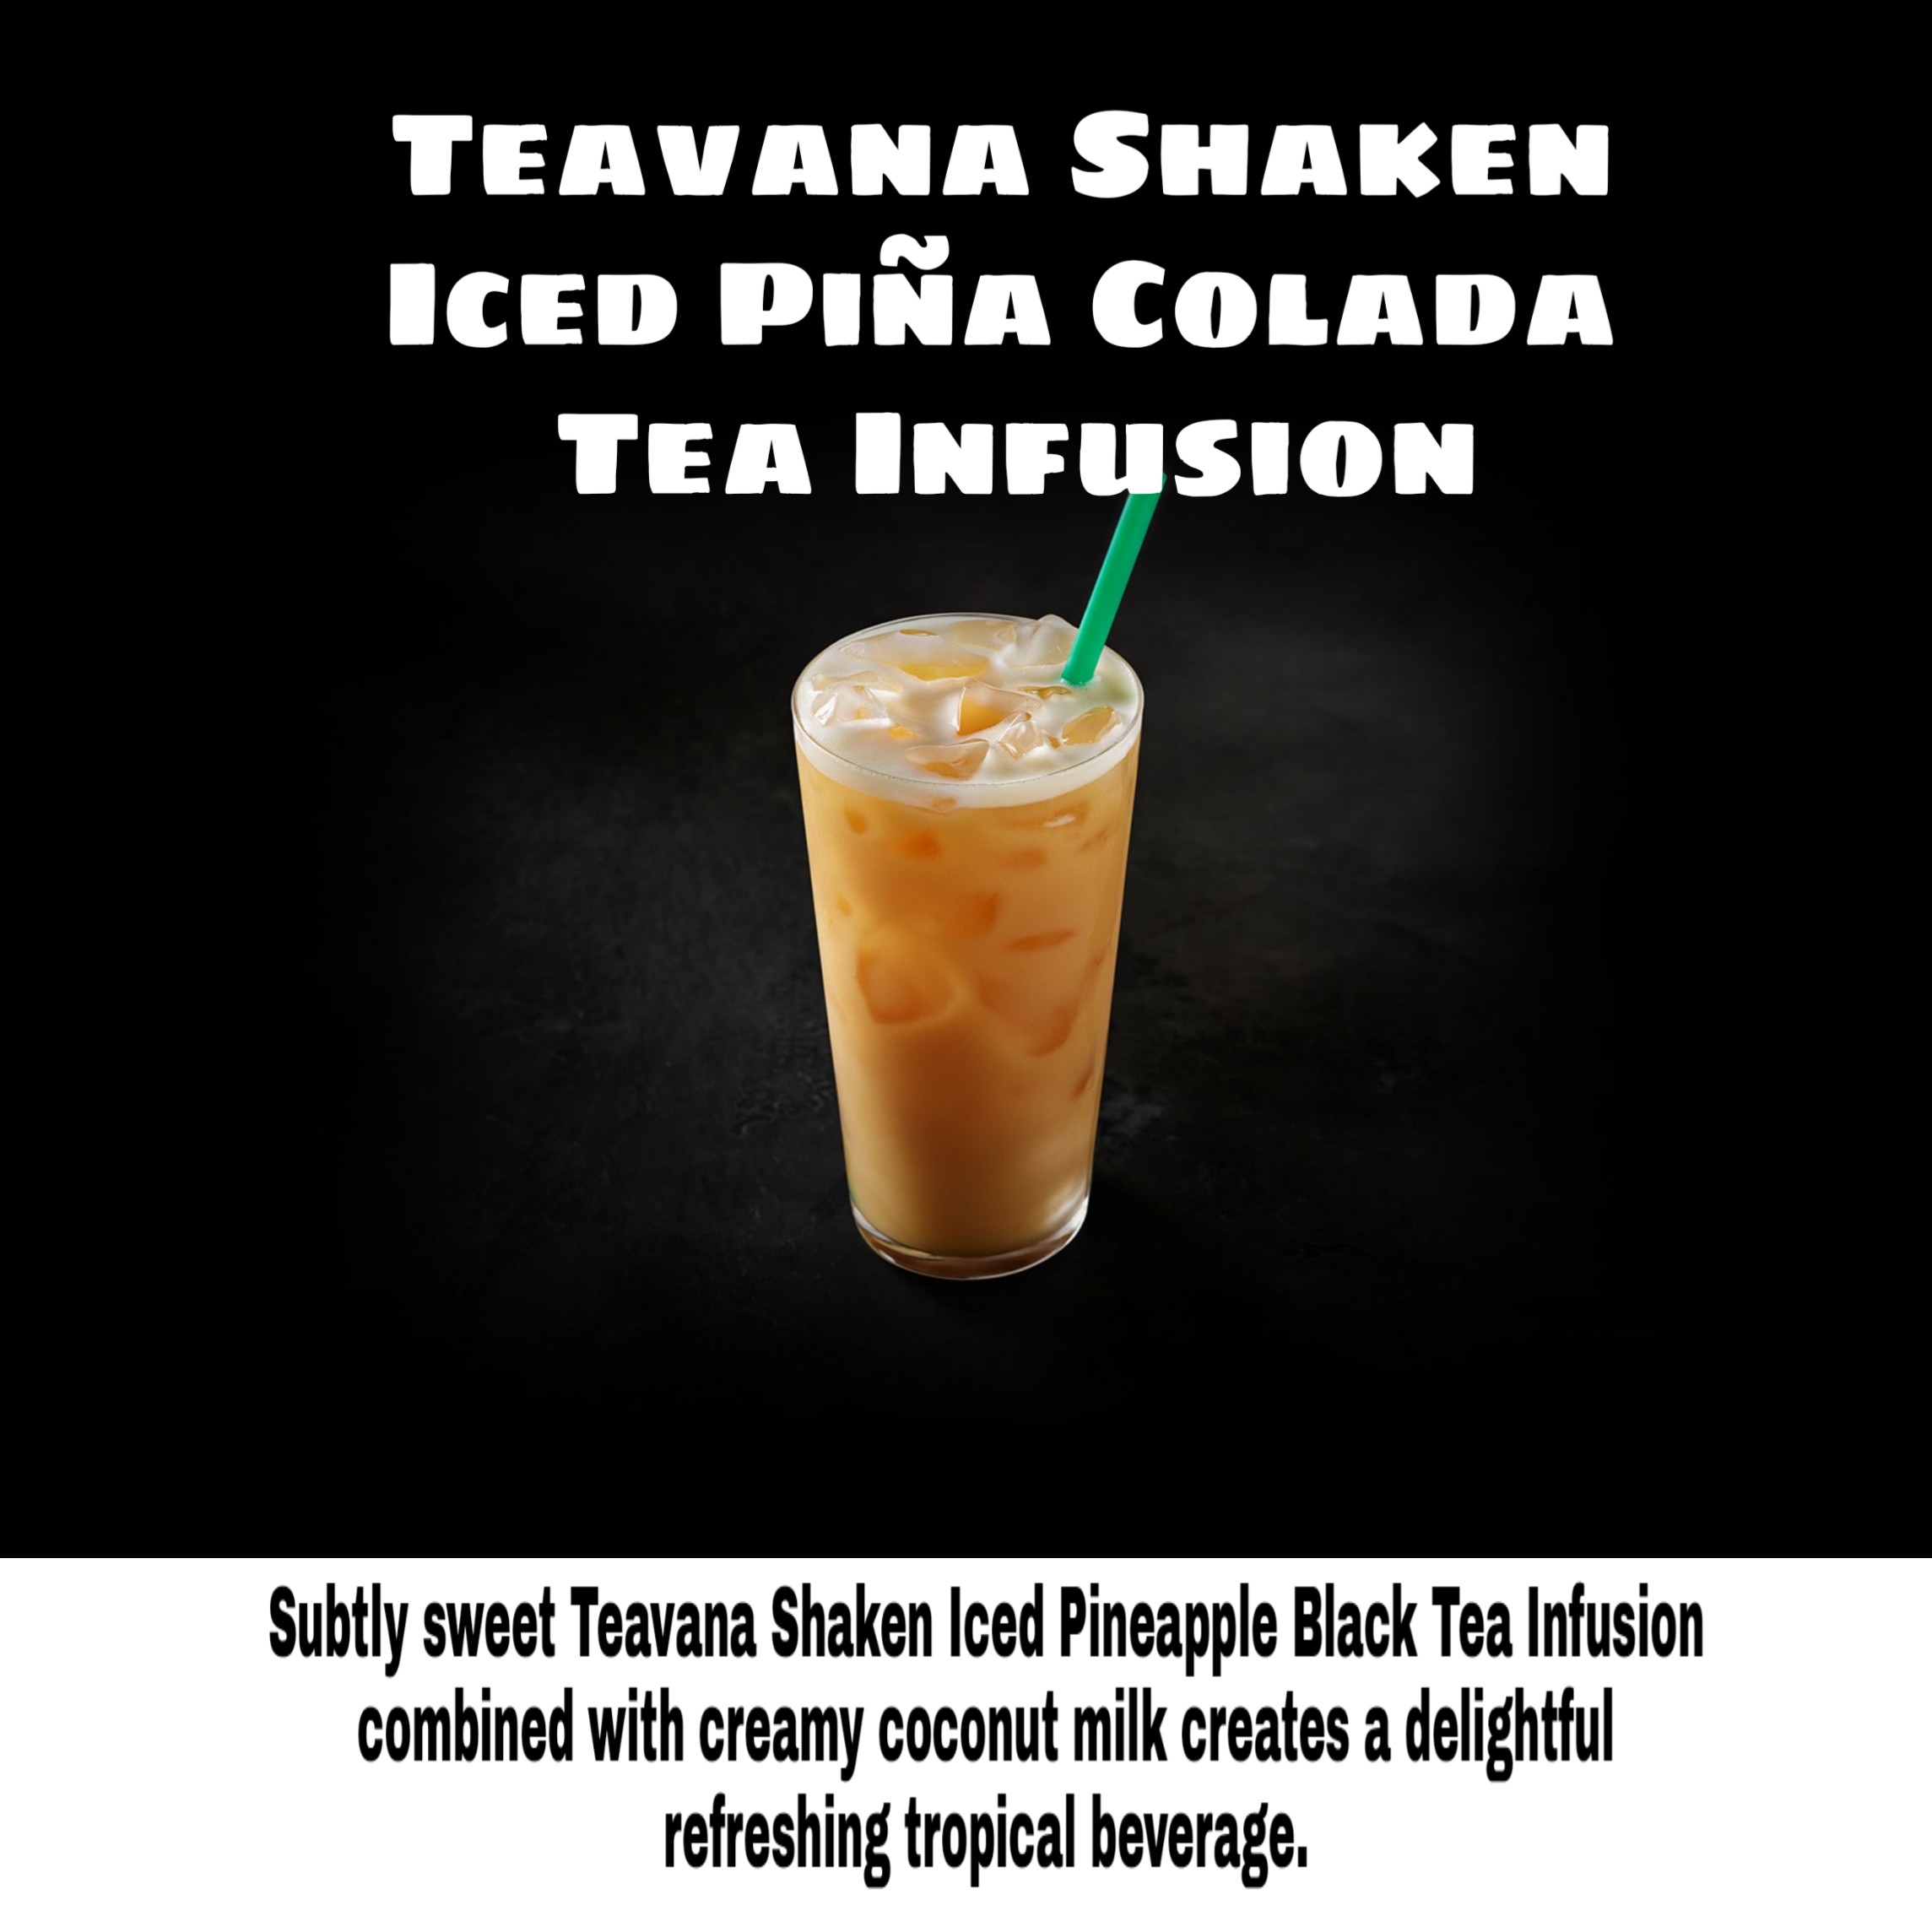 Teavana Shaken
Iced Piña Colada
Tea Infusion
Subtly sweet Teavana Shaken Iced Pineapple Black Tea Infusion
combined with creamy coconut milk creates a delightful
refreshing tropical beverage.